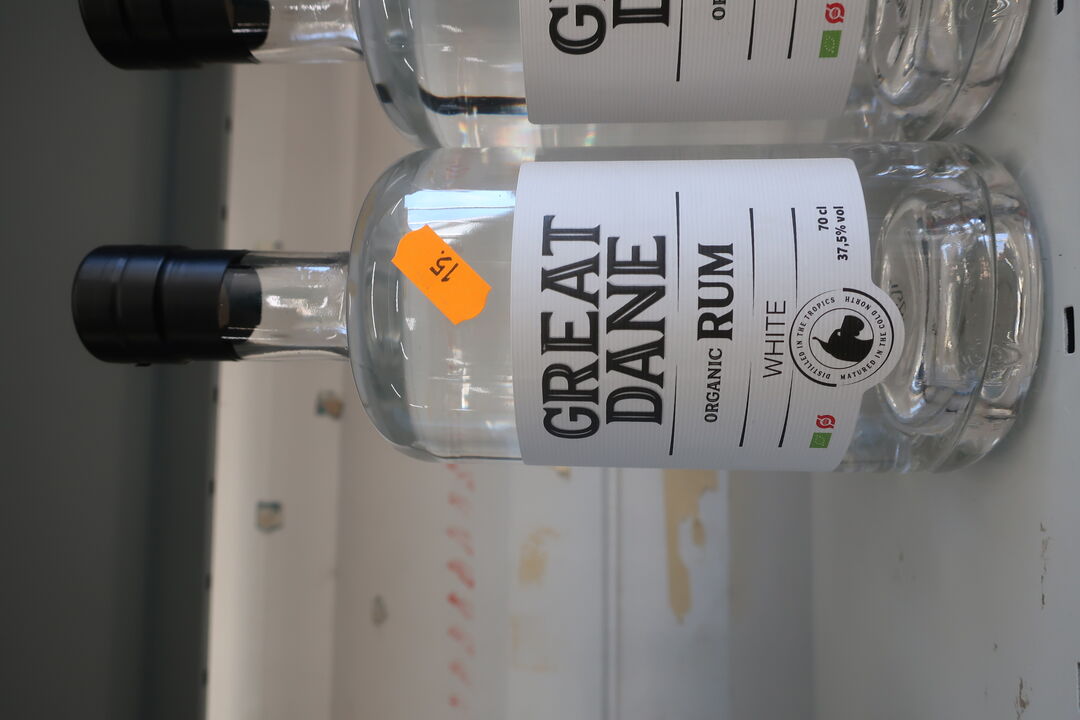 15.
GREAT
DANE
ORGANIC RUM
WHITE
70 cl
37,5% vol
DISTILLED IN THE TROPICS
MATURED IN THE COLD NORTH